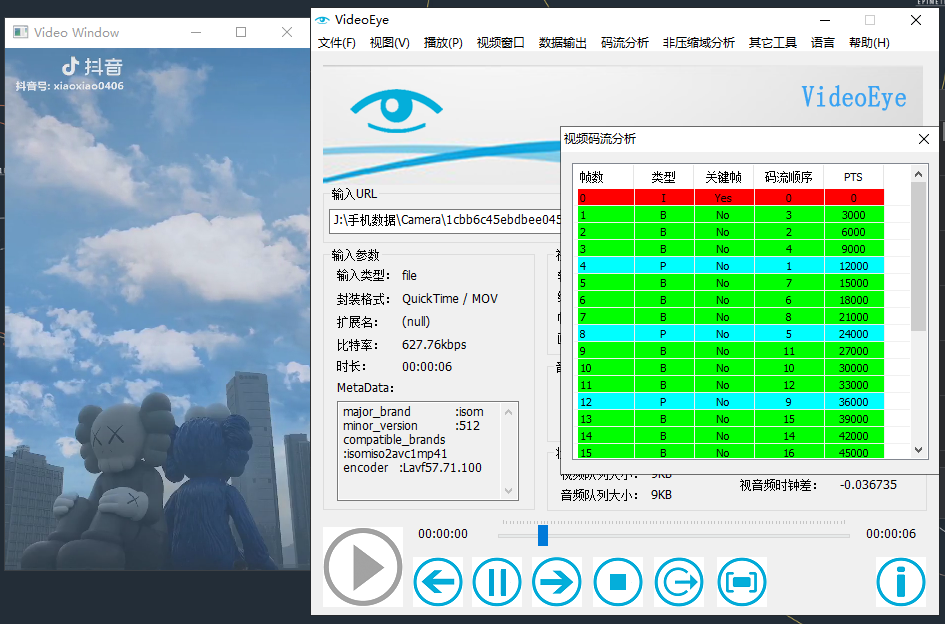 Video Window
抖音
抖音号: xiaoxiao0406
VideoEye
文件(F) 视图(V) 播放(P) 视频窗口 数据输出 码流分析 非压缩域分析 其它工具 语言 帮助(H)
VideoEye
输入URL
J:\手机数据\Camera\1cbb6c45ebdbee045
输入参数
输入类型: file
封装格式: QuickTime / MOV
扩展名: (null)
比特率: 627.76kbps
时长: 00:00:06
MetaData:
major_brand :isom
minor_version :512
compatible_brands
:isomiso2avc1mp41
encoder :Lavf57.71.100
视频码流分析
帧数 类型 关键帧 码流顺序 PTS
0 I Yes 0 0
1 B No 3 3000
2 B No 2 6000
3 B No 4 9000
4 P No 1 12000
5 B No 7 15000
6 B No 6 18000
7 B No 8 21000
8 P No 5 24000
9 B No 11 27000
10 B No 10 30000
11 B No 12 33000
12 P No 9 36000
13 B No 15 39000
14 B No 14 42000
15 B No 16 45000
视频队列大小: 9KB
视音频时钟差: -0.036735
音频队列大小: 9KB
00:00:00
00:00:06